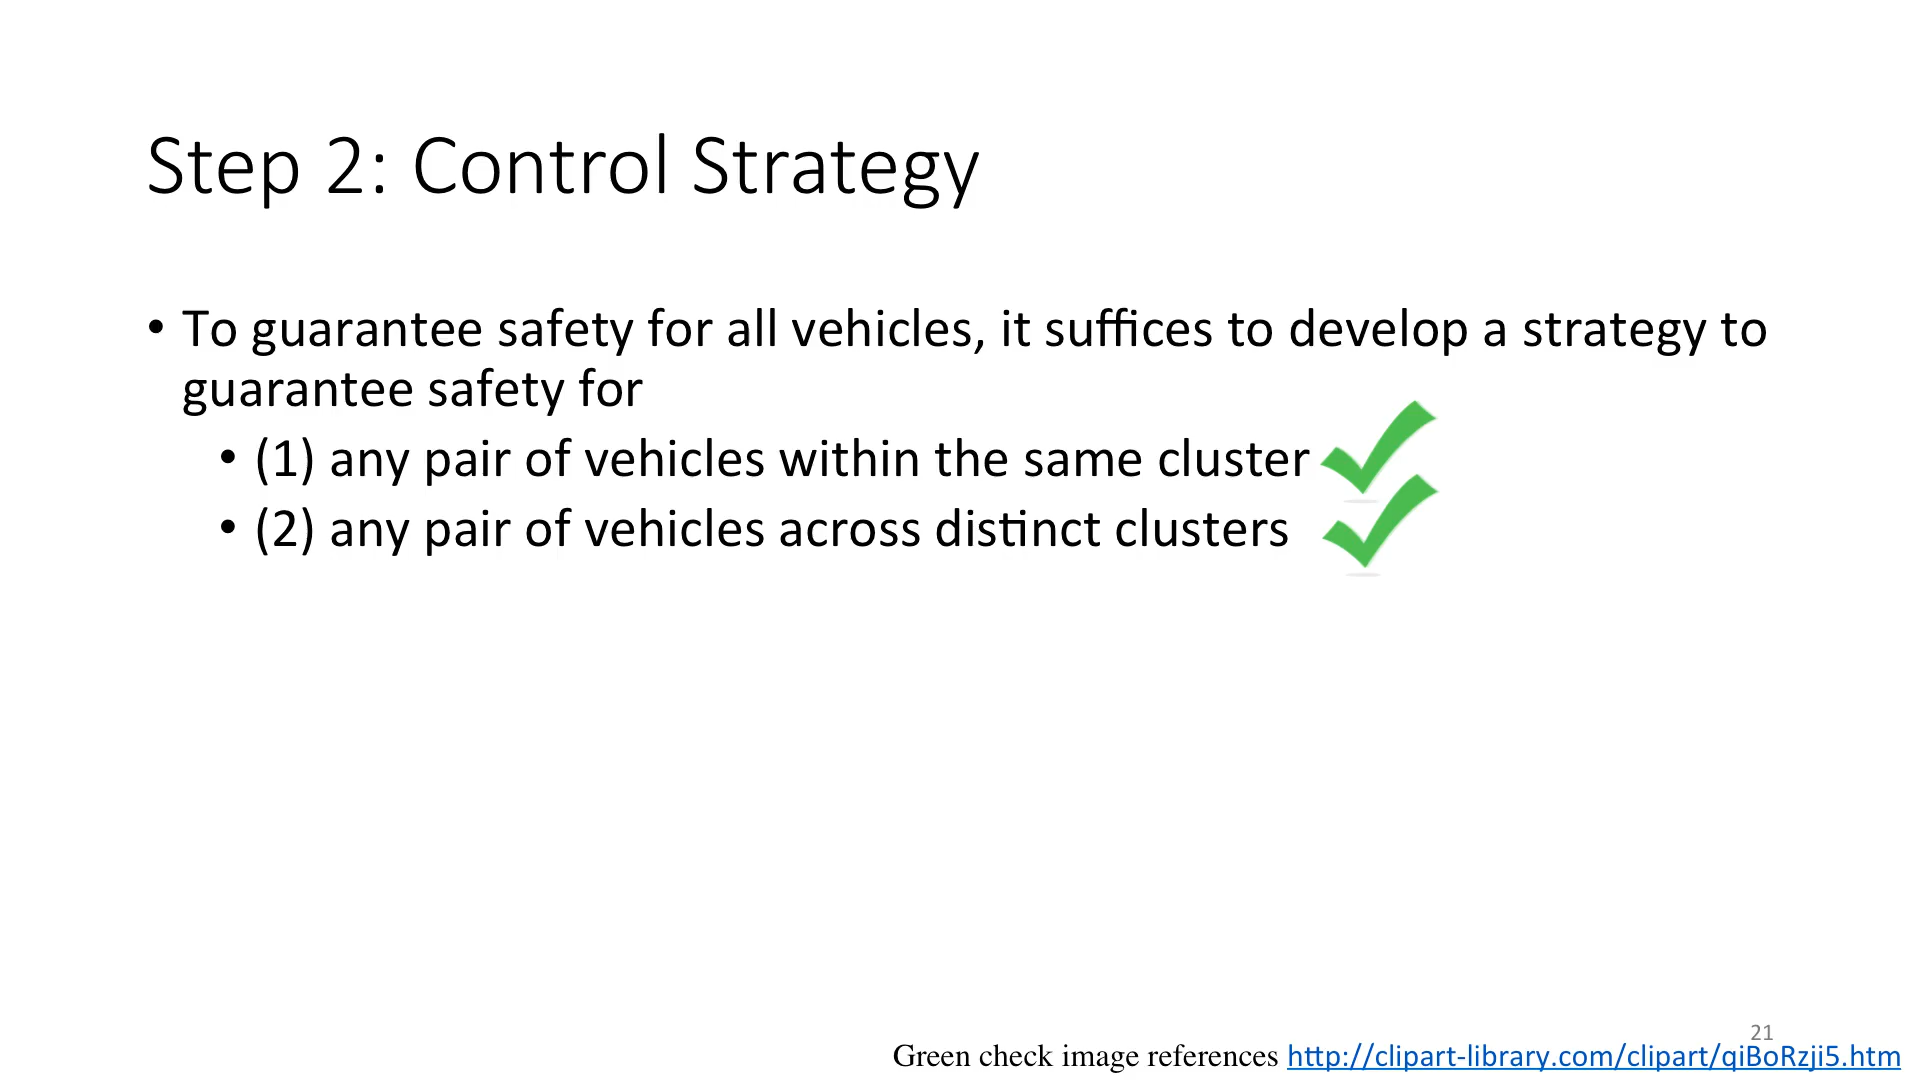 Step 2: Control Strategy
• To guarantee safety for all vehicles, it suffices to develop a strategy to
guarantee safety for
• (1) any pair of vehicles within the same cluster
• (2) any pair of vehicles across distinct clusters
21
Green check image references http://clipart-library.com/clipart/qiBoRzji5.htm